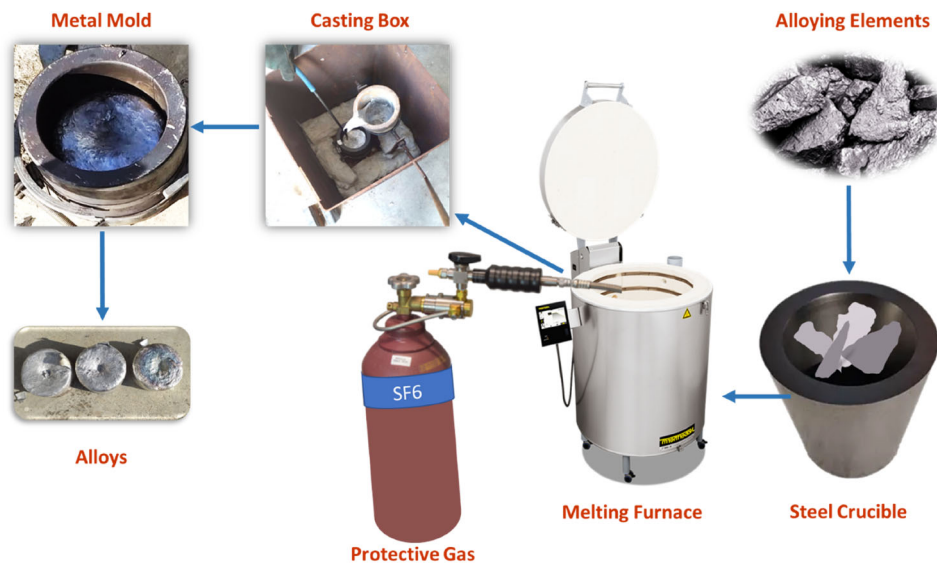 Metal Mold
Casting Box
Alloying Elements
SF6
Alloys
Melting Furnace
Steel Crucible
Protective Gas